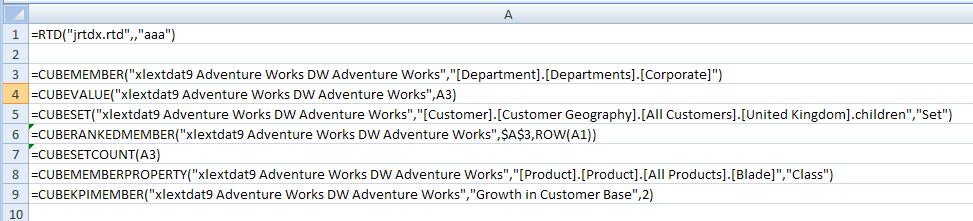 A
1 =RTD("jrtdx.rtd",,"aaa")
2
3 =CUBEMEMBER("xlextdat9 Adventure Works DW Adventure Works","[Department].[Departments].[Corporate]")
4 =CUBEVALUE("xlextdat9 Adventure Works DW Adventure Works",A3)
5 =CUBESET("xlextdat9 Adventure Works DW Adventure Works","[Customer].[Customer Geography].[All Customers].[United Kingdom].children","Set")
6 =CUBERANKEDMEMBER("xlextdat9 Adventure Works DW Adventure Works",$A$3,ROW(A1))
7 =CUBESETCOUNT(A3)
8 =CUBEMEMBERPROPERTY("xlextdat9 Adventure Works DW Adventure Works","[Product].[Product].[All Products].[Blade]","Class")
9 =CUBEKPIMEMBER("xlextdat9 Adventure Works DW Adventure Works","Growth in Customer Base",2)
10